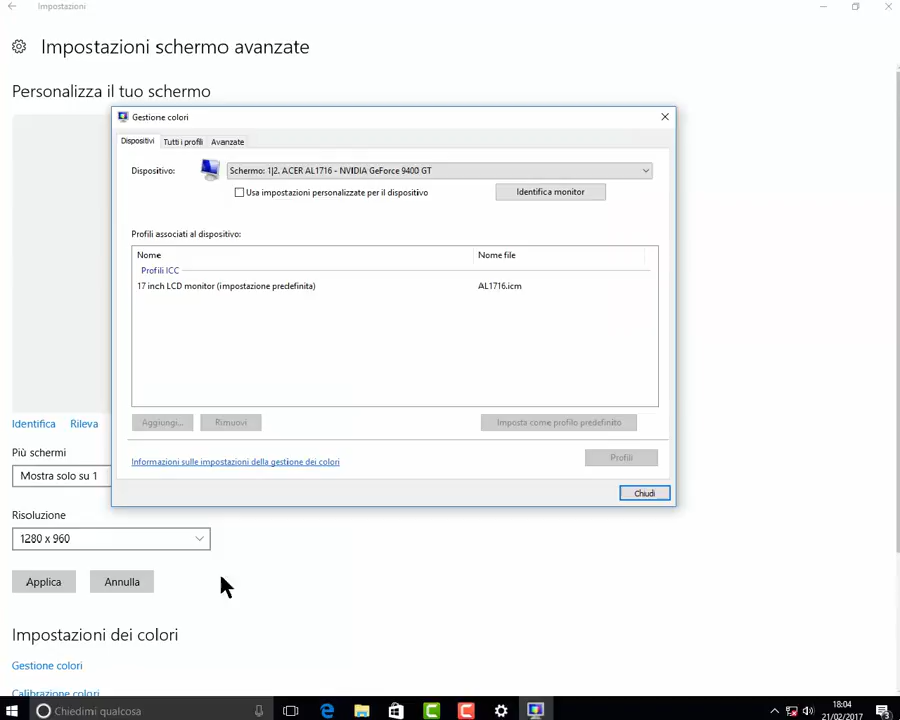 Impostazioni
Impostazioni schermo avanzate
Personalizza il tuo schermo
Gestione colori
Dispositivi Tutti i profili Avanzate
Dispositivo: Schermo: 1|2. ACER AL1716 - NVIDIA GeForce 9400 GT
Usa impostazioni personalizzate per il dispositivo Identifica monitor
Profili associati al dispositivo:
Nome Nome file
Profili ICC
17 inch LCD monitor (impostazione predefinita) AL1716.icm
Aggiungi... Rimuovi Imposta come profilo predefinito
Informazioni sulle impostazioni della gestione dei colori Profili
Chiudi
Identifica Rileva
Più schermi
Mostra solo su 1
Risoluzione
1280 x 960
Applica Annulla
Impostazioni dei colori
Gestione colori
Calibrazione colori
Chiedimi qualcosa
18:04
21/02/2017
3